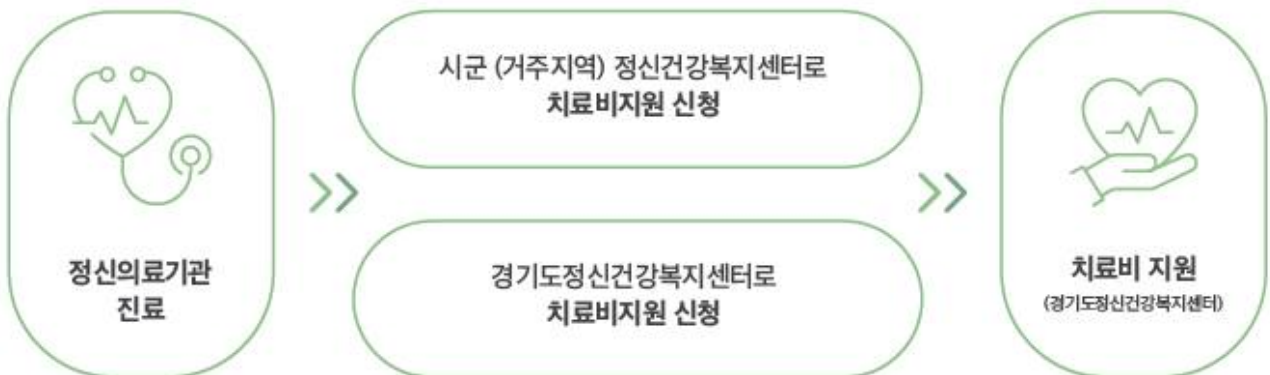 정신의료기관
진료
시군 (거주지역) 정신건강복지센터로
치료비지원 신청
경기도정신건강복지센터로
치료비지원 신청
치료비 지원
(경기도정신건강복지센터)